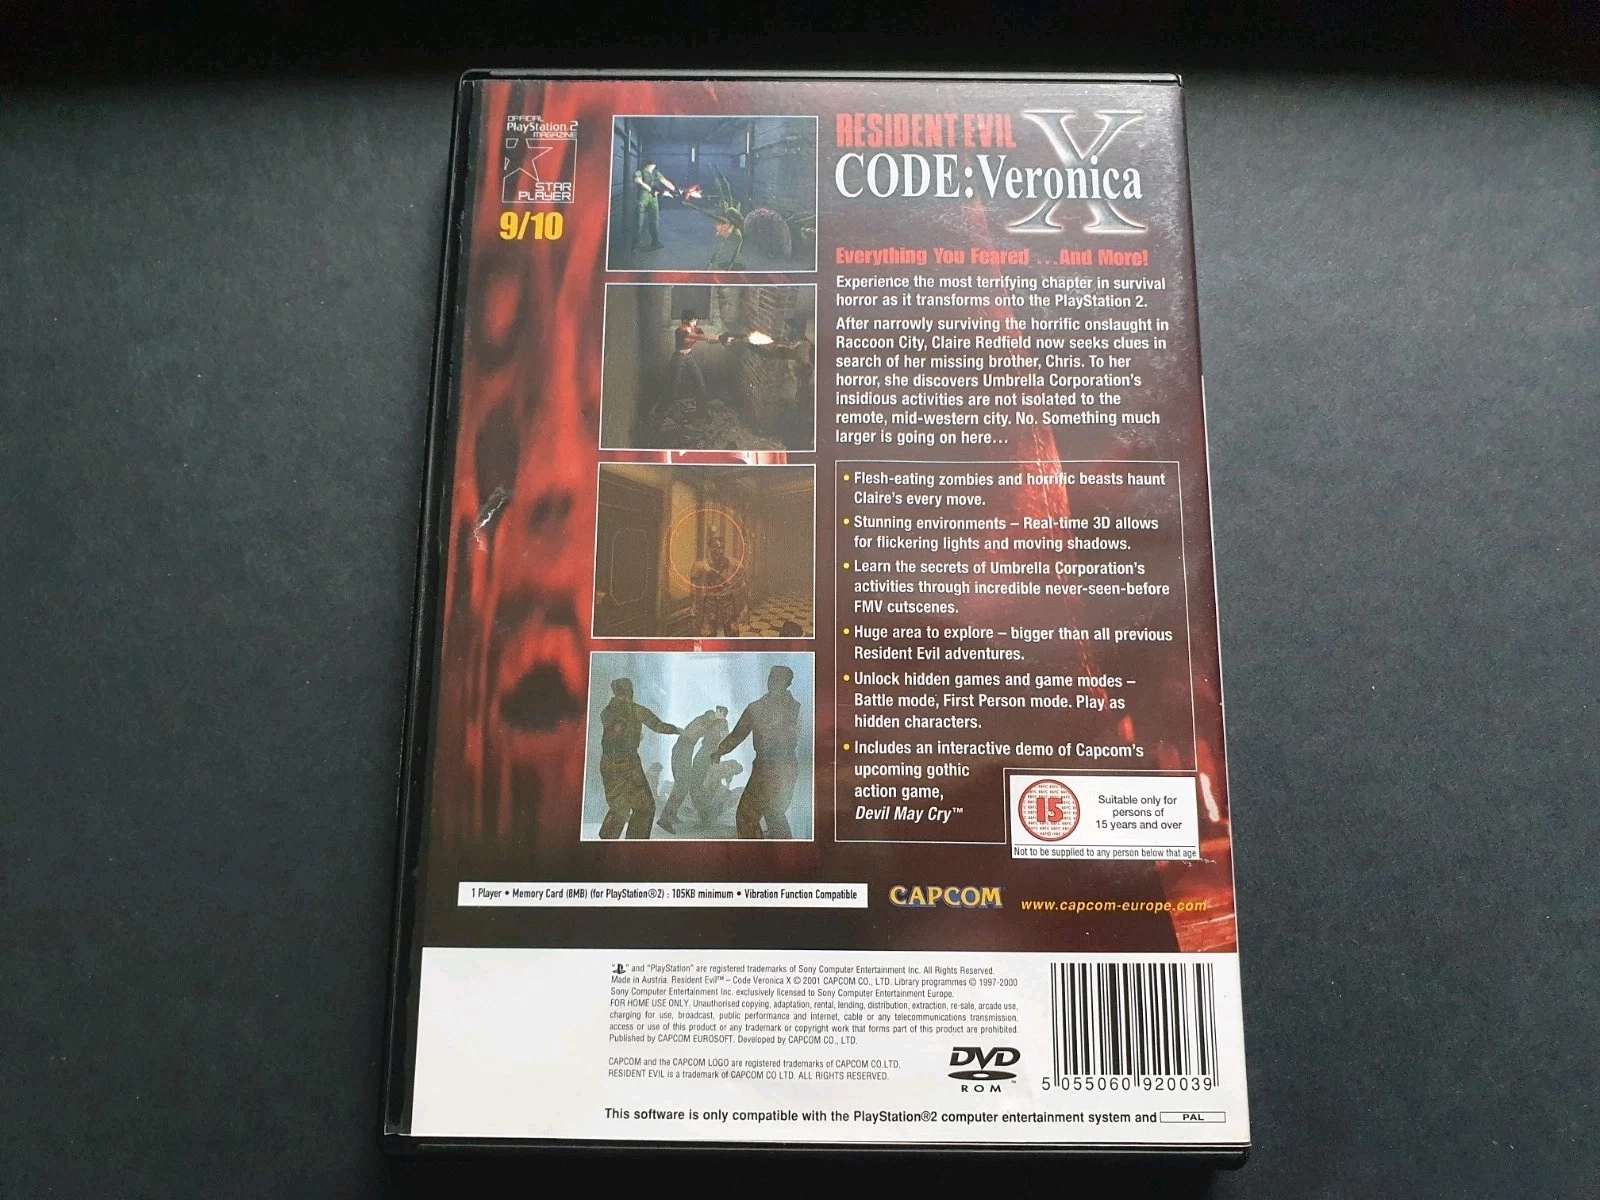 OFFICIAL
PlayStation 2
MAGAZINE
STAR
PLAYER
9/10
RESIDENT EVIL
CODE: Veronica X
Everything You Feared ...And More!
Experience the most terrifying chapter in survival
horror as it transforms onto the PlayStation 2.
After narrowly surviving the horrific onslaught in
Raccoon City, Claire Redfield now seeks clues in
search of her missing brother, Chris. To her
horror, she discovers Umbrella Corporation's
insidious activities are not isolated to the
remote, mid-western city. No. Something much
larger is going on here...
• Flesh-eating zombies and horrific beasts haunt
Claire's every move.
• Stunning environments – Real-time 3D allows
for flickering lights and moving shadows.
• Learn the secrets of Umbrella Corporation's
activities through incredible never-seen-before
FMV cutscenes.
• Huge area to explore – bigger than all previous
Resident Evil adventures.
• Unlock hidden games and game modes –
Battle mode, First Person mode. Play as
hidden characters.
• Includes an interactive demo of Capcom's
upcoming gothic
action game,
Devil May Cry™
15
Suitable only for
persons of
15 years and over
Not to be supplied to any person below that age
1 Player • Memory Card (8MB) (for PlayStation®2) : 105KB minimum • Vibration Function Compatible
CAPCOM
www.capcom-europe.com
" " and "PlayStation" are registered trademarks of Sony Computer Entertainment Inc. All Rights Reserved.
Made in Austria. Resident Evil™ – Code Veronica X © 2001 CAPCOM CO., LTD. Library programmes © 1997-2000
Sony Computer Entertainment Inc. exclusively licensed to Sony Computer Entertainment Europe.
FOR HOME USE ONLY. Unauthorised copying, adaptation, rental, lending, distribution, extraction, re-sale, arcade use,
charging for use, broadcast, public performance and internet, cable or any telecommunications transmission,
access or use of this product or any trademark or copyright work that forms part of this product are prohibited.
Published by CAPCOM EUROSOFT. Developed by CAPCOM CO., LTD.
CAPCOM and the CAPCOM LOGO are registered trademarks of CAPCOM CO.LTD.
RESIDENT EVIL is a trademark of CAPCOM CO LTD. ALL RIGHTS RESERVED.
DVD
ROM
5 055060 920039
This software is only compatible with the PlayStation®2 computer entertainment system and PAL